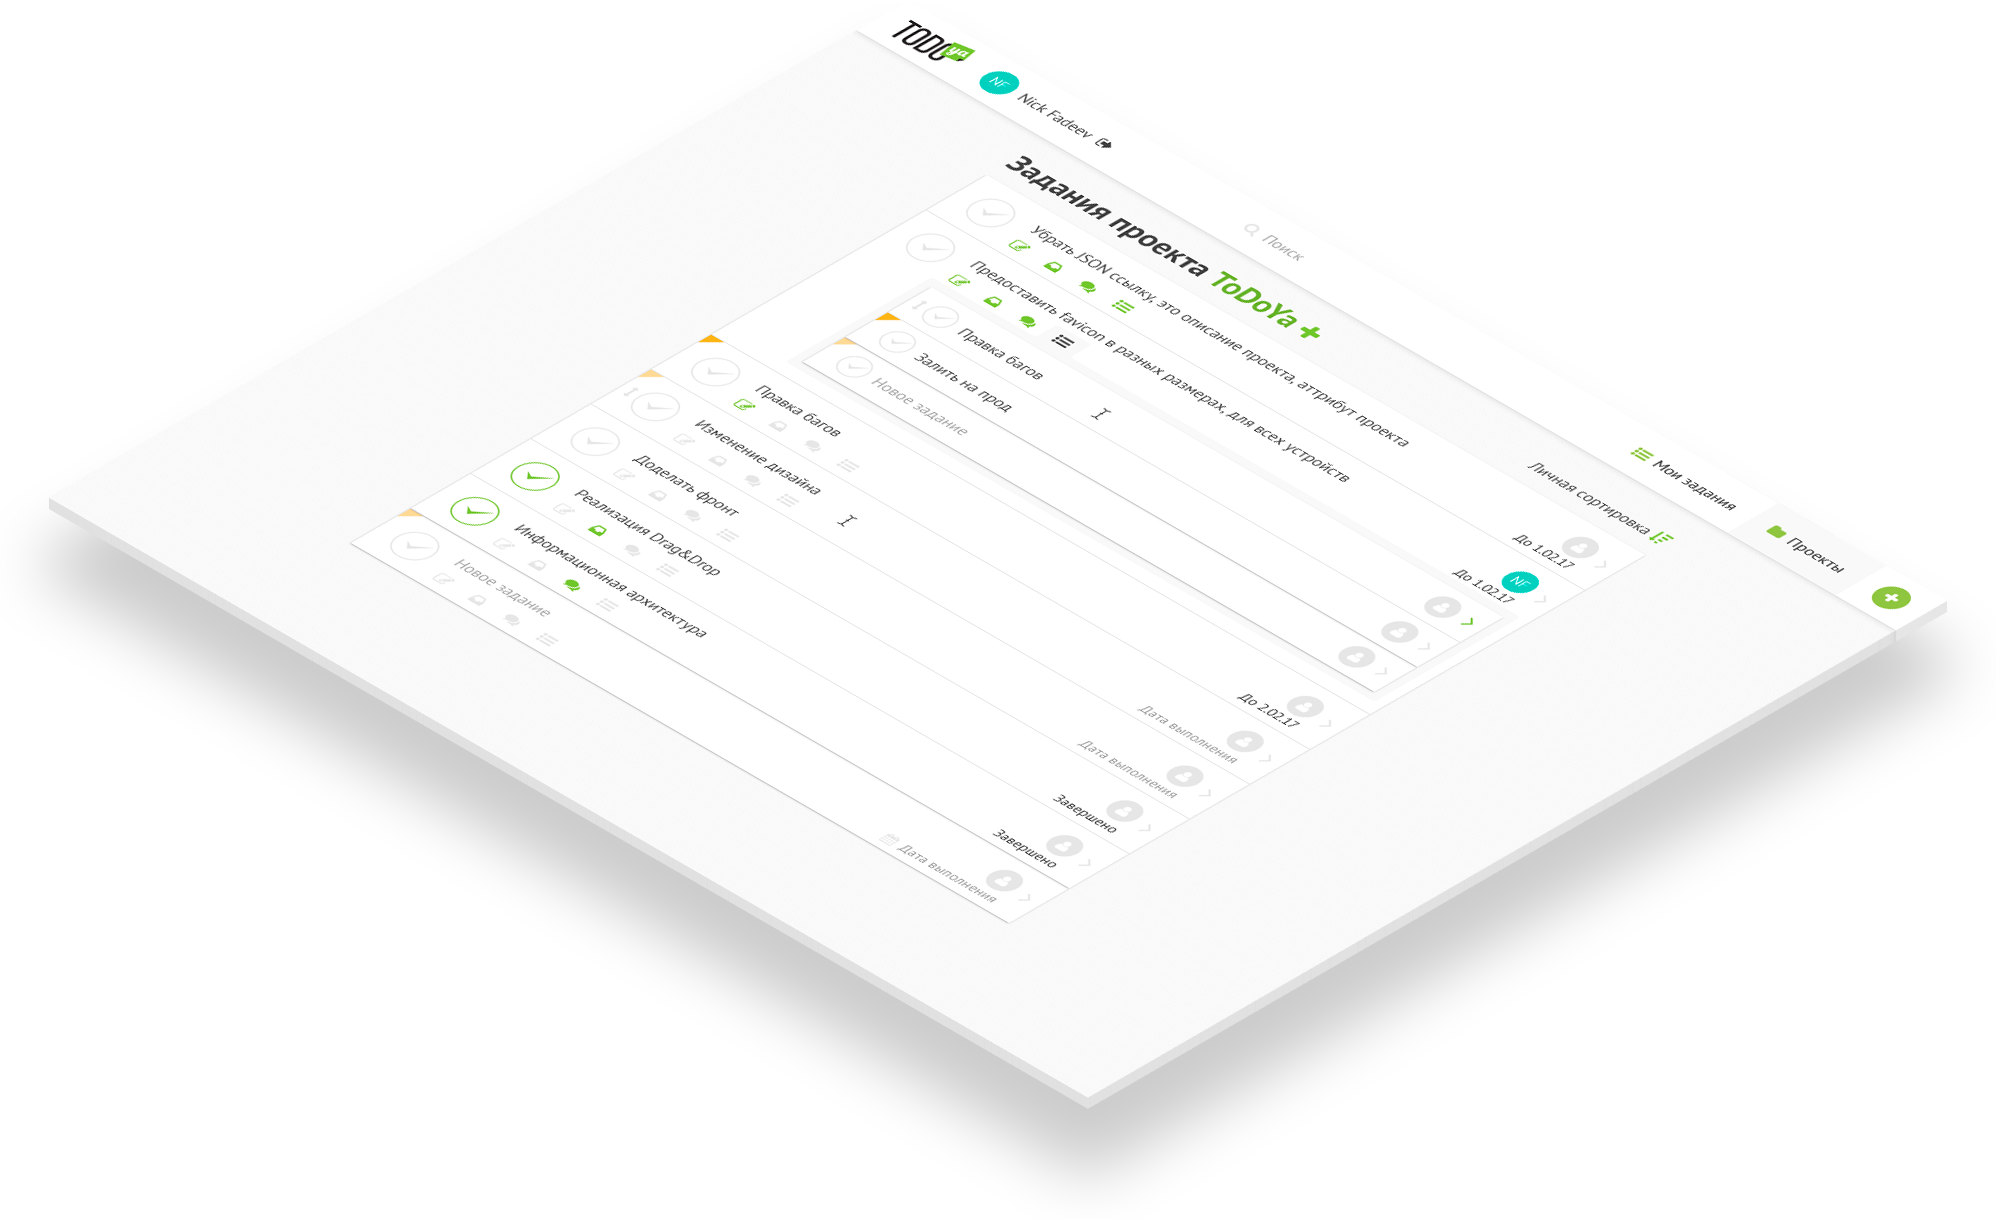 TODO ya
NF Nick Fadeev
Поиск
Мои задания
Проекты
Задания проекта ToDoYa
Личная сортировка
Убрать JSON ссылку, это описание проекта, аттрибут проекта
До 1.02.17
Предоставить favicon в разных размерах, для всех устройств
До 1.02.17
NF
Правка багов
Залить на прод
Новое задание
Правка багов
До 2.02.17
Изменение дизайна
Дата выполнения
Доделать фронт
Дата выполнения
Реализация Drag&Drop
Завершено
Информационная архитектура
Завершено
Новое задание
Дата выполнения